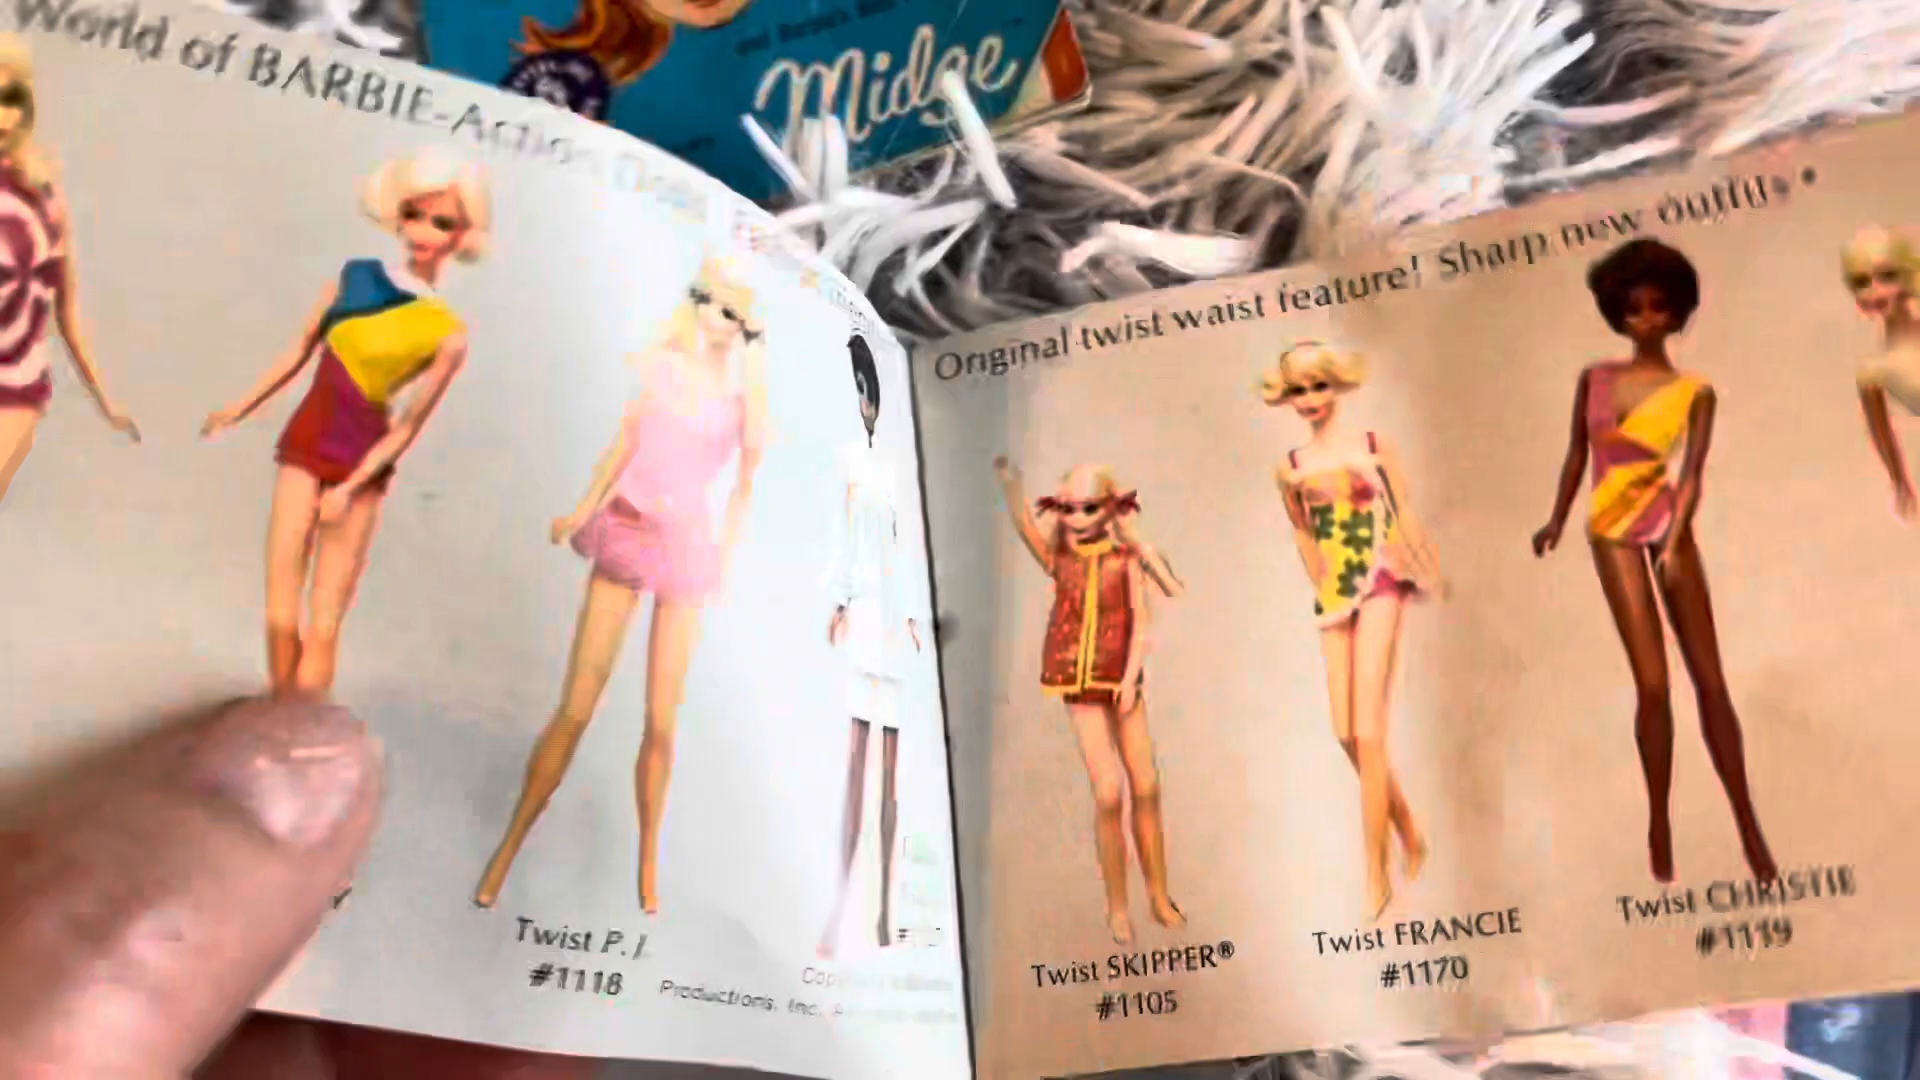 Midge
World of BARBIE-Action
Original twist waist feature! Sharp new outfits •
Twist P.J.
#1118
Productions, Inc.
Twist SKIPPER®
#1105
Twist FRANCIE
#1170
Twist CHRISTIE
#1119